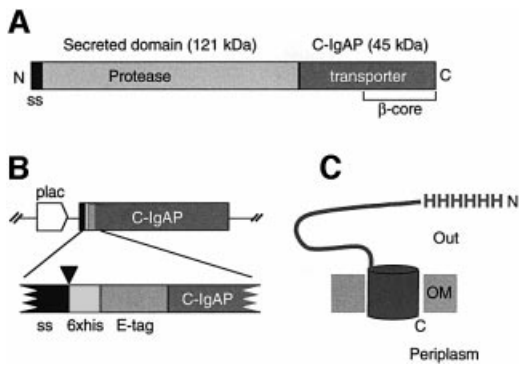 A
Secreted domain (121 kDa)
C-IgAP (45 kDa)
N
Protease
transporter
C
ss
β-core
B
plac
C-IgAP
ss
6xhis
E-tag
C-IgAP
C
HHHHHHN
Out
OM
C
Periplasm